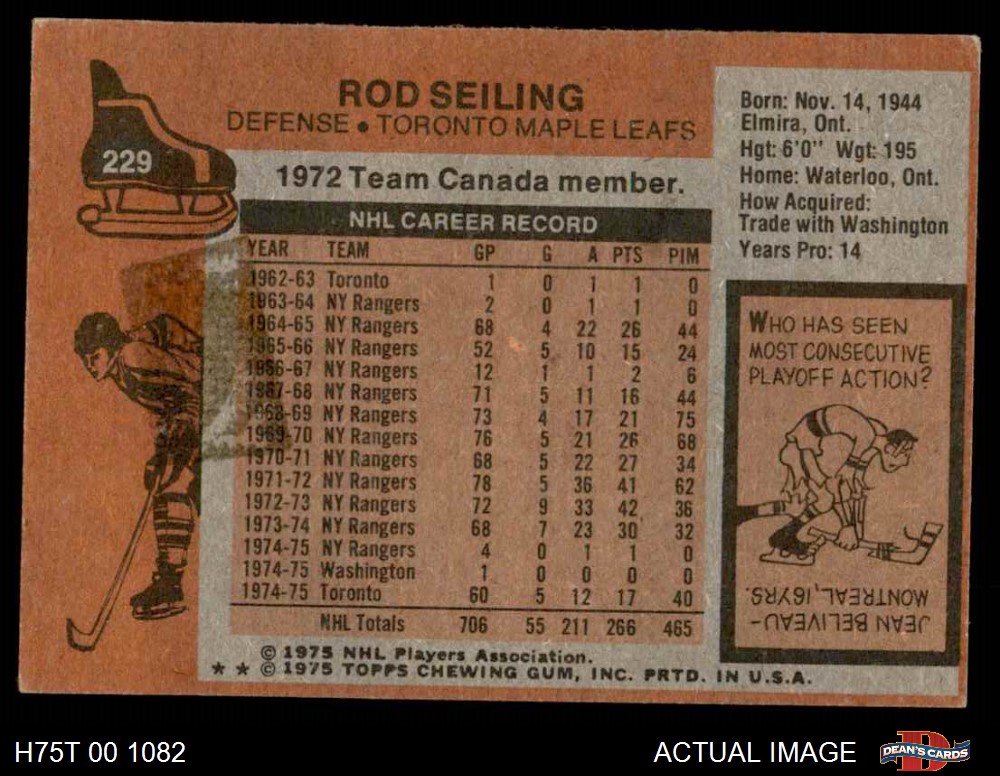 ROD SEILING
DEFENSE • TORONTO MAPLE LEAFS
229
1972 Team Canada member.
NHL CAREER RECORD
YEAR TEAM GP G A PTS PIM
1962-63 Toronto 1 0 1 1 0
1963-64 NY Rangers 2 0 1 1 0
1964-65 NY Rangers 68 4 22 26 44
1965-66 NY Rangers 52 5 10 15 24
1966-67 NY Rangers 12 1 1 2 6
1967-68 NY Rangers 71 5 11 16 44
1968-69 NY Rangers 73 4 17 21 75
1969-70 NY Rangers 76 5 21 26 68
1970-71 NY Rangers 68 5 22 27 34
1971-72 NY Rangers 78 5 36 41 62
1972-73 NY Rangers 72 9 33 42 36
1973-74 NY Rangers 68 7 23 30 32
1974-75 NY Rangers 4 0 1 1 0
1974-75 Washington 1 0 0 0 0
1974-75 Toronto 60 5 12 17 40
NHL Totals 706 55 211 266 465
© 1975 NHL Players Association.
★ ★ © 1975 TOPPS CHEWING GUM, INC. PRTD. IN U.S.A.
Born: Nov. 14, 1944
Elmira, Ont.
Hgt: 6'0" Wgt: 195
Home: Waterloo, Ont.
How Acquired:
Trade with Washington
Years Pro: 14
WHO HAS SEEN
MOST CONSECUTIVE
PLAYOFF ACTION?
JEAN BELIVEAU-
MONTREAL, 16 YRS.
H75T 00 1082
ACTUAL IMAGE
D
DEAN'S CARDS